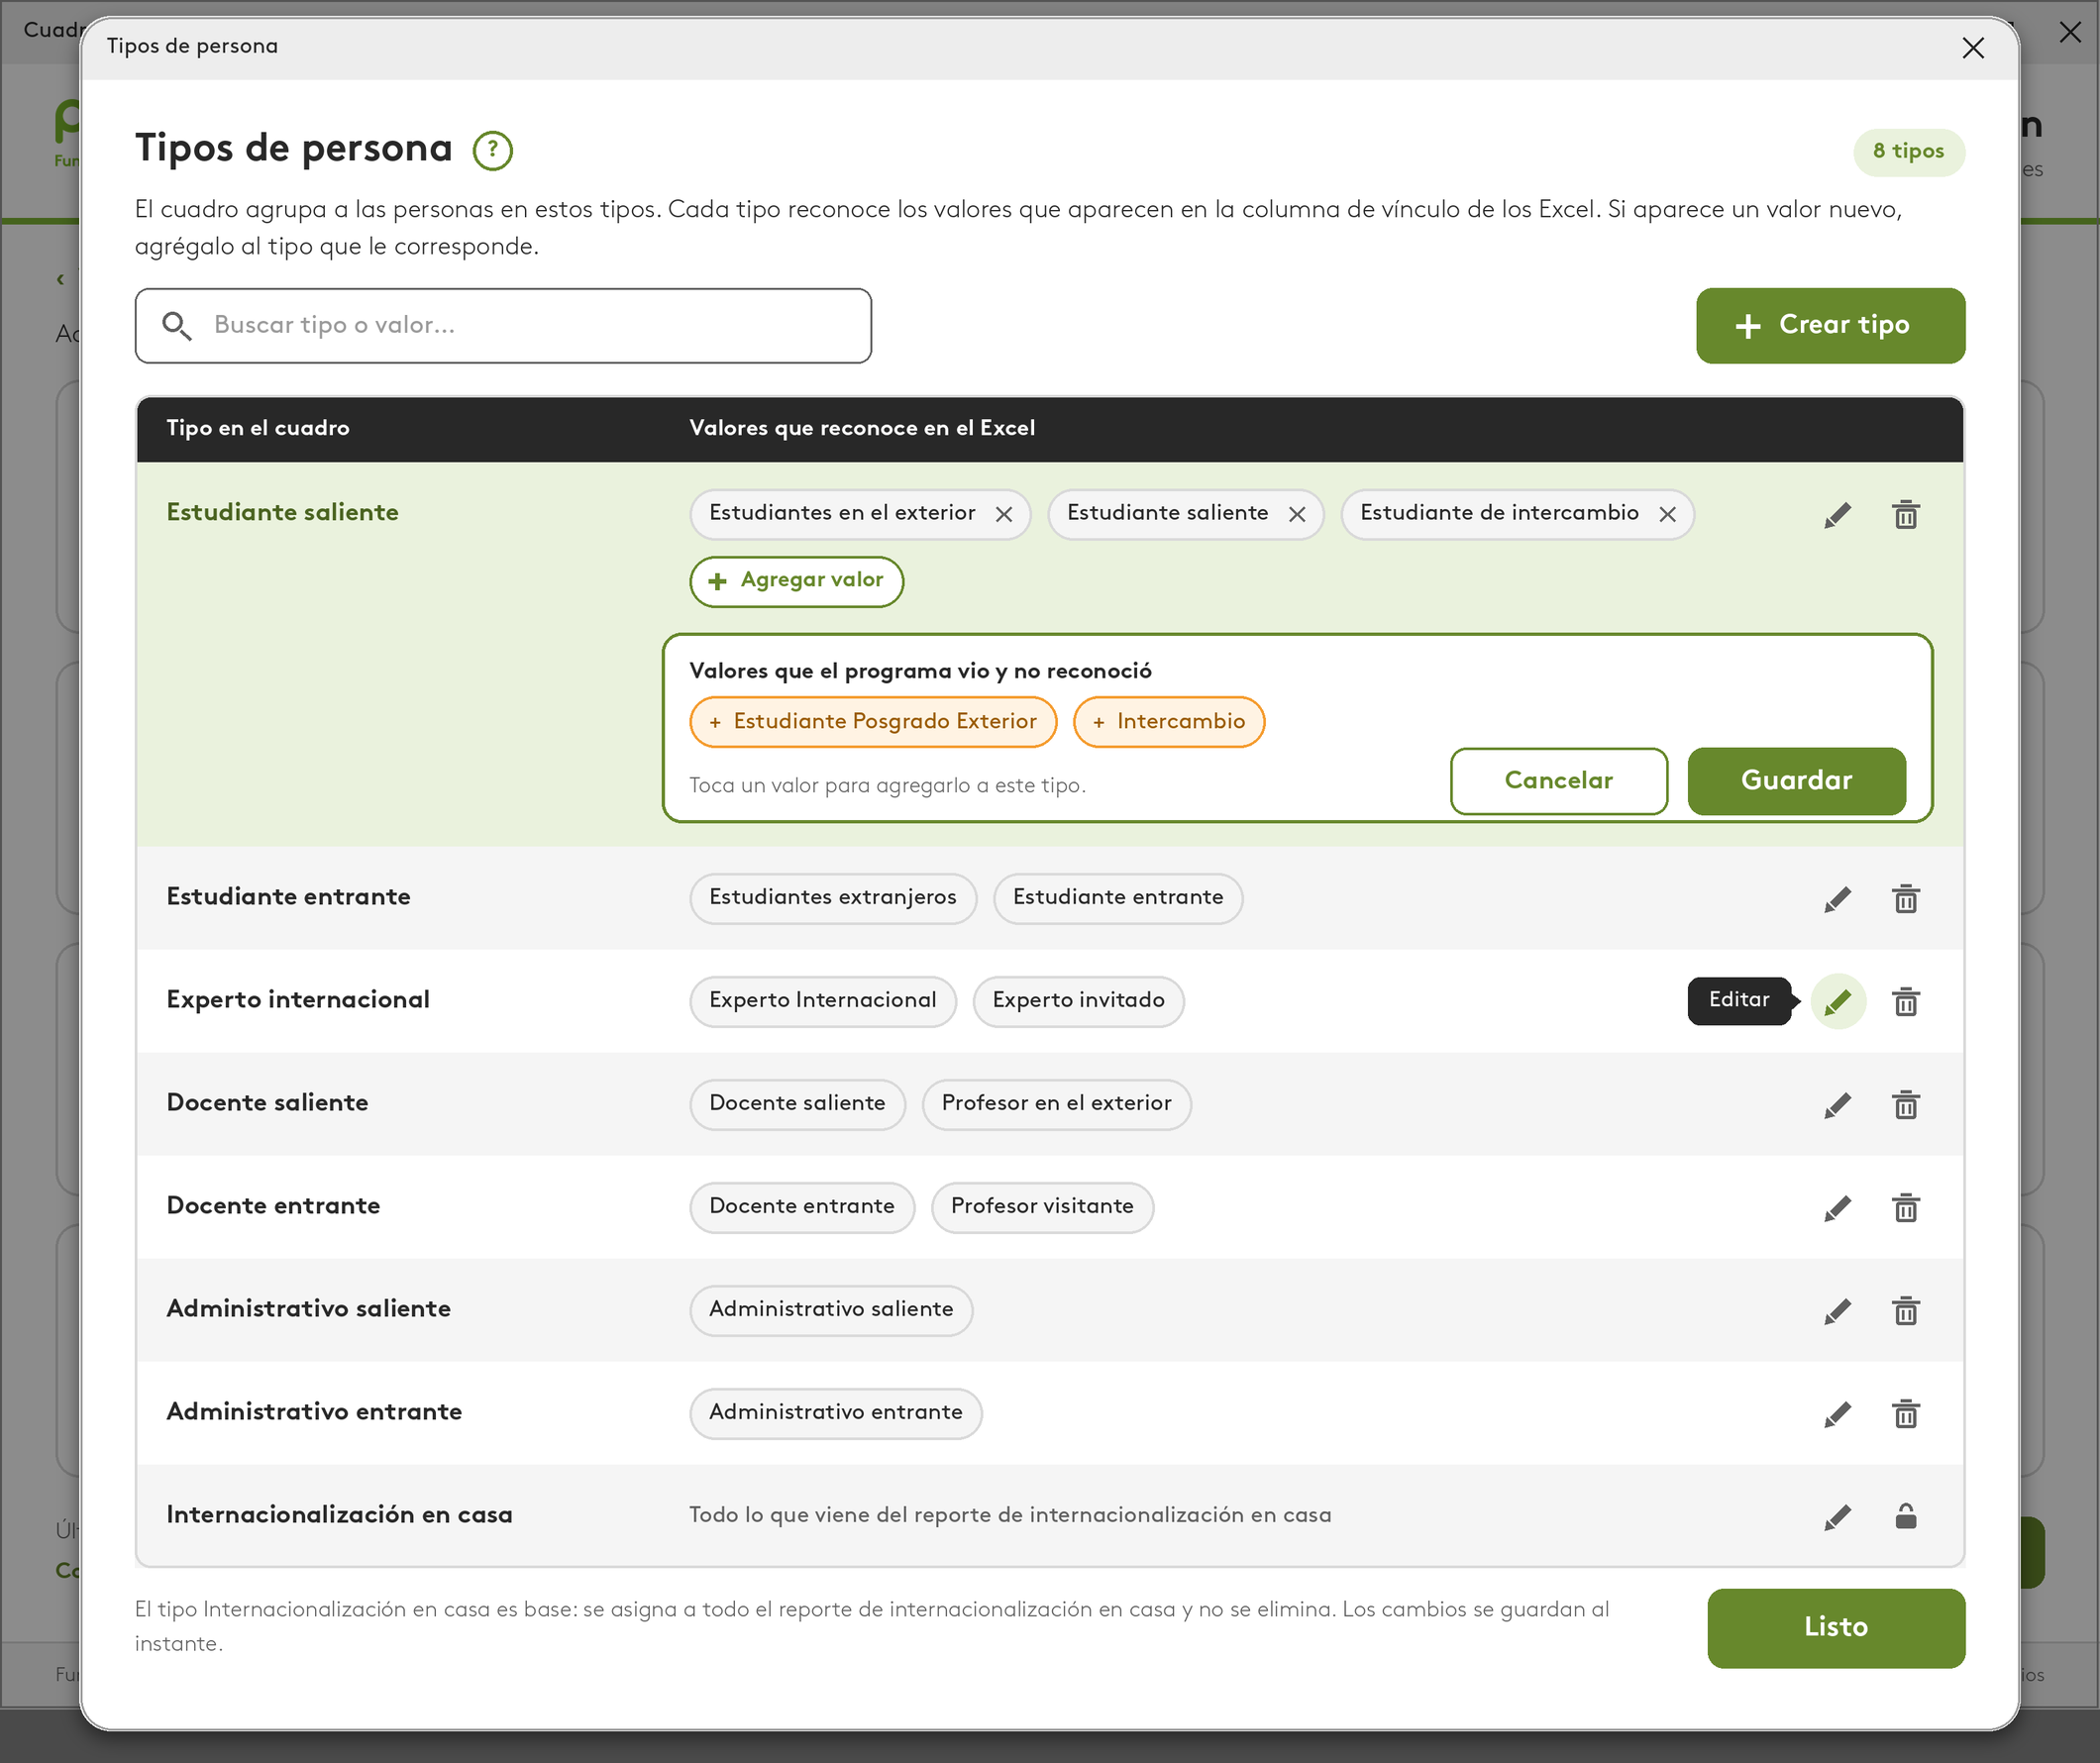 Cuadr
Tipos de persona
Tipos de persona ?
8 tipos
n
es
Fun
El cuadro agrupa a las personas en estos tipos. Cada tipo reconoce los valores que aparecen en la columna de vínculo de los Excel. Si aparece un valor nuevo,
agrégalo al tipo que le corresponde.
Buscar tipo o valor...
+ Crear tipo
Tipo en el cuadro
Valores que reconoce en el Excel
Estudiante saliente
Estudiantes en el exterior
Estudiante saliente
Estudiante de intercambio
+ Agregar valor
Valores que el programa vio y no reconoció
+ Estudiante Posgrado Exterior
+ Intercambio
Toca un valor para agregarlo a este tipo.
Cancelar
Guardar
Estudiante entrante
Estudiantes extranjeros
Estudiante entrante
Experto internacional
Experto Internacional
Experto invitado
Editar
Docente saliente
Docente saliente
Profesor en el exterior
Docente entrante
Docente entrante
Profesor visitante
Administrativo saliente
Administrativo saliente
Administrativo entrante
Administrativo entrante
Internacionalización en casa
Todo lo que viene del reporte de internacionalización en casa
El tipo Internacionalización en casa es base: se asigna a todo el reporte de internacionalización en casa y no se elimina. Los cambios se guardan al
instante.
Listo